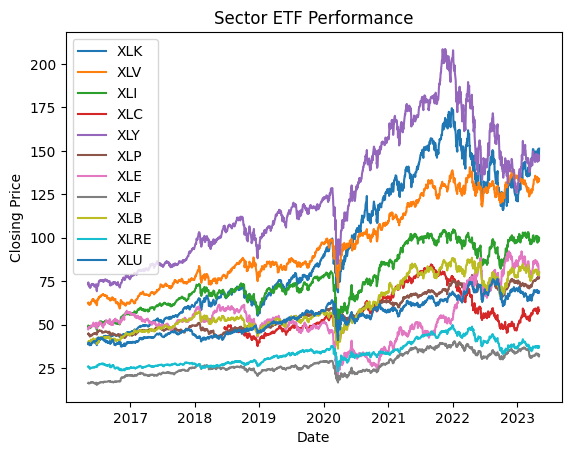 Sector ETF Performance
Closing Price
200
175
150
125
100
75
50
25
XLK
XLV
XLI
XLC
XLY
XLP
XLE
XLF
XLB
XLRE
XLU
2017 2018 2019 2020 2021 2022 2023
Date